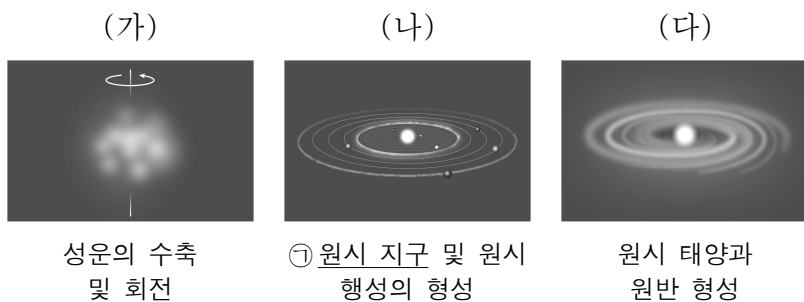 (가)
(나)
(다)
성운의 수축
및 회전
㉠ 원시 지구 및 원시
행성의 형성
원시 태양과
원반 형성